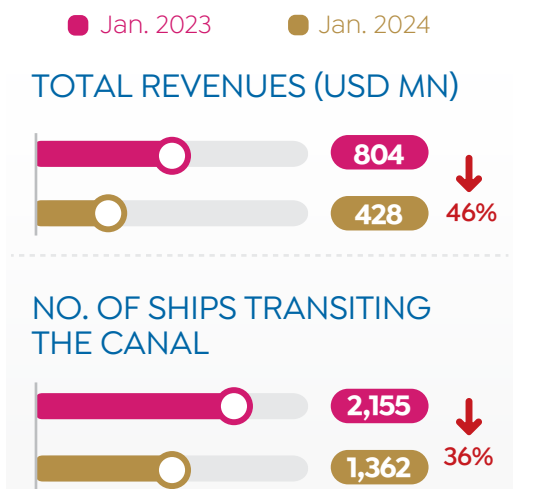 Jan. 2023 Jan. 2024
TOTAL REVENUES (USD MN)
804
428
46%
NO. OF SHIPS TRANSITING
THE CANAL
2,155
1,362
36%